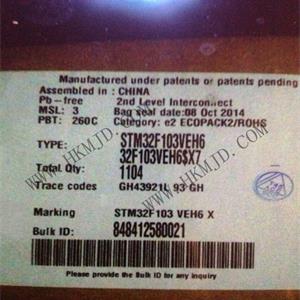 Manufactured under patents or patents pending
Assembled in : CHINA
Pb-free 2nd Level Interconnect
MSL: 3 Bag seal date:08 Oct 2014
PBT: 260C Category: e2 ECOPACK2/ROHS
TYPE: STM32F103VEH6
32F103VEH6$X7
Total Qty: 1104
Trace codes GH43921L 93 GH
Marking STM32F103 VEH6 X
Bulk ID: 848412580021
Please provide the Bulk ID for any inquiry
WWW.HKMJD.COM